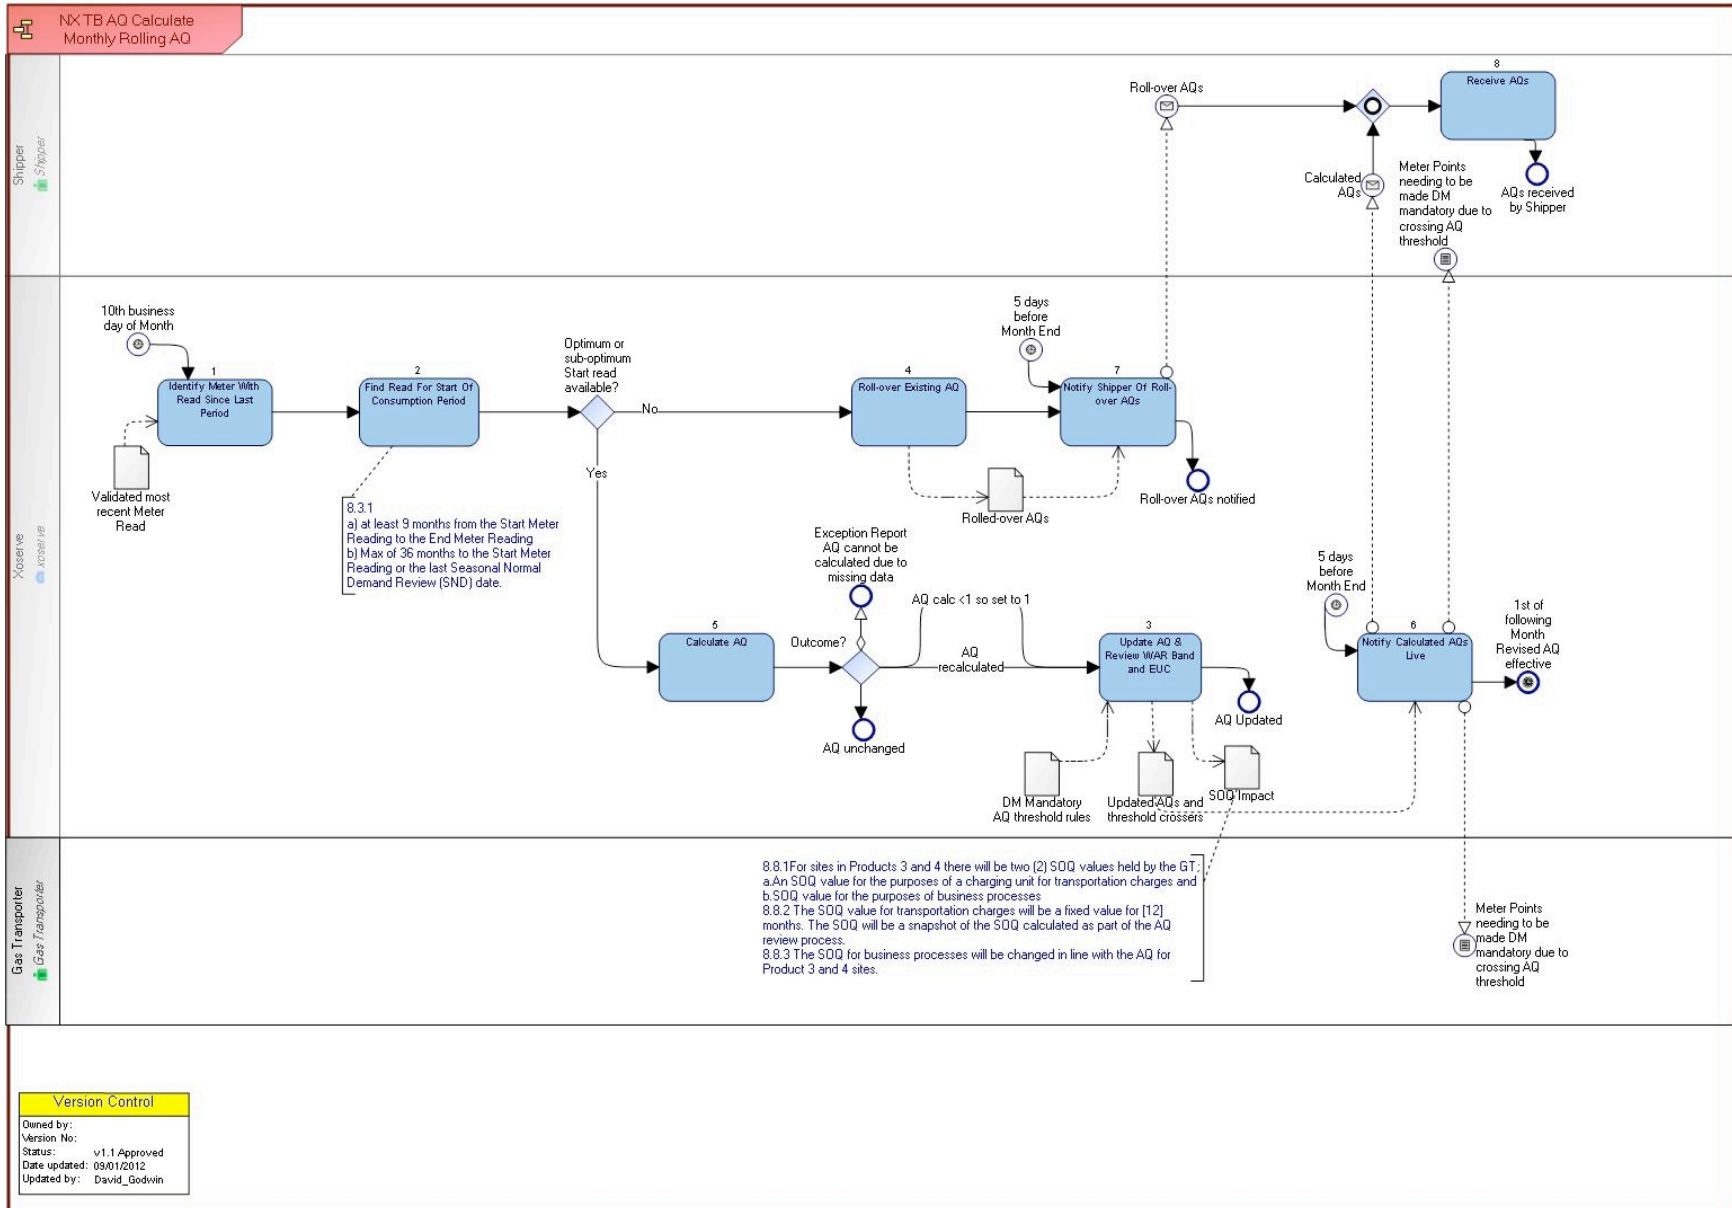 NX TB AQ Calculate
Monthly Rolling AQ
Shipper
Shipper
Roll-over AQs
8
Receive AQs
Calculated
AQs
Meter Points
needing to be
made DM
mandatory due to
crossing AQ
threshold
AQs received
by Shipper
Xoserve
xoserve
10th business
day of Month
1
Identify Meter With
Read Since Last
Period
Validated most
recent Meter
Read
2
Find Read For Start Of
Consumption Period
8.3.1
a) at least 9 months from the Start Meter
Reading to the End Meter Reading
b) Max of 36 months to the Start Meter
Reading or the last Seasonal Normal
Demand Review (SND) date.
Optimum or
sub-optimum
Start read
available?
No
Yes
4
Roll-over Existing AQ
Rolled-over AQs
5 days
before
Month End
7
Notify Shipper Of Roll-
over AQs
Roll-over AQs notified
5
Calculate AQ
Outcome?
Exception Report
AQ cannot be
calculated due to
missing data
AQ unchanged
AQ calc <1 so set to 1
AQ
recalculated
3
Update AQ &
Review WAR Band
and EUC
AQ Updated
DM Mandatory
AQ threshold rules
Updated AQs and
threshold crossers
SOQ Impact
5 days
before
Month End
6
Notify Calculated AQs
Live
1st of
following
Month
Revised AQ
effective
Gas Transporter
Gas Transporter
8.8.1For sites in Products 3 and 4 there will be two (2) SOQ values held by the GT;
a.An SOQ value for the purposes of a charging unit for transportation charges and
b.SOQ value for the purposes of business processes
8.8.2 The SOQ value for transportation charges will be a fixed value for [12]
months. The SOQ will be a snapshot of the SOQ calculated as part of the AQ
review process.
8.8.3 The SOQ for business processes will be changed in line with the AQ for
Product 3 and 4 sites.
Meter Points
needing to be
made DM
mandatory due to
crossing AQ
threshold
Version Control
Owned by:
Version No:
Status: v1.1 Approved
Date updated: 09/01/2012
Updated by: David_Godwin